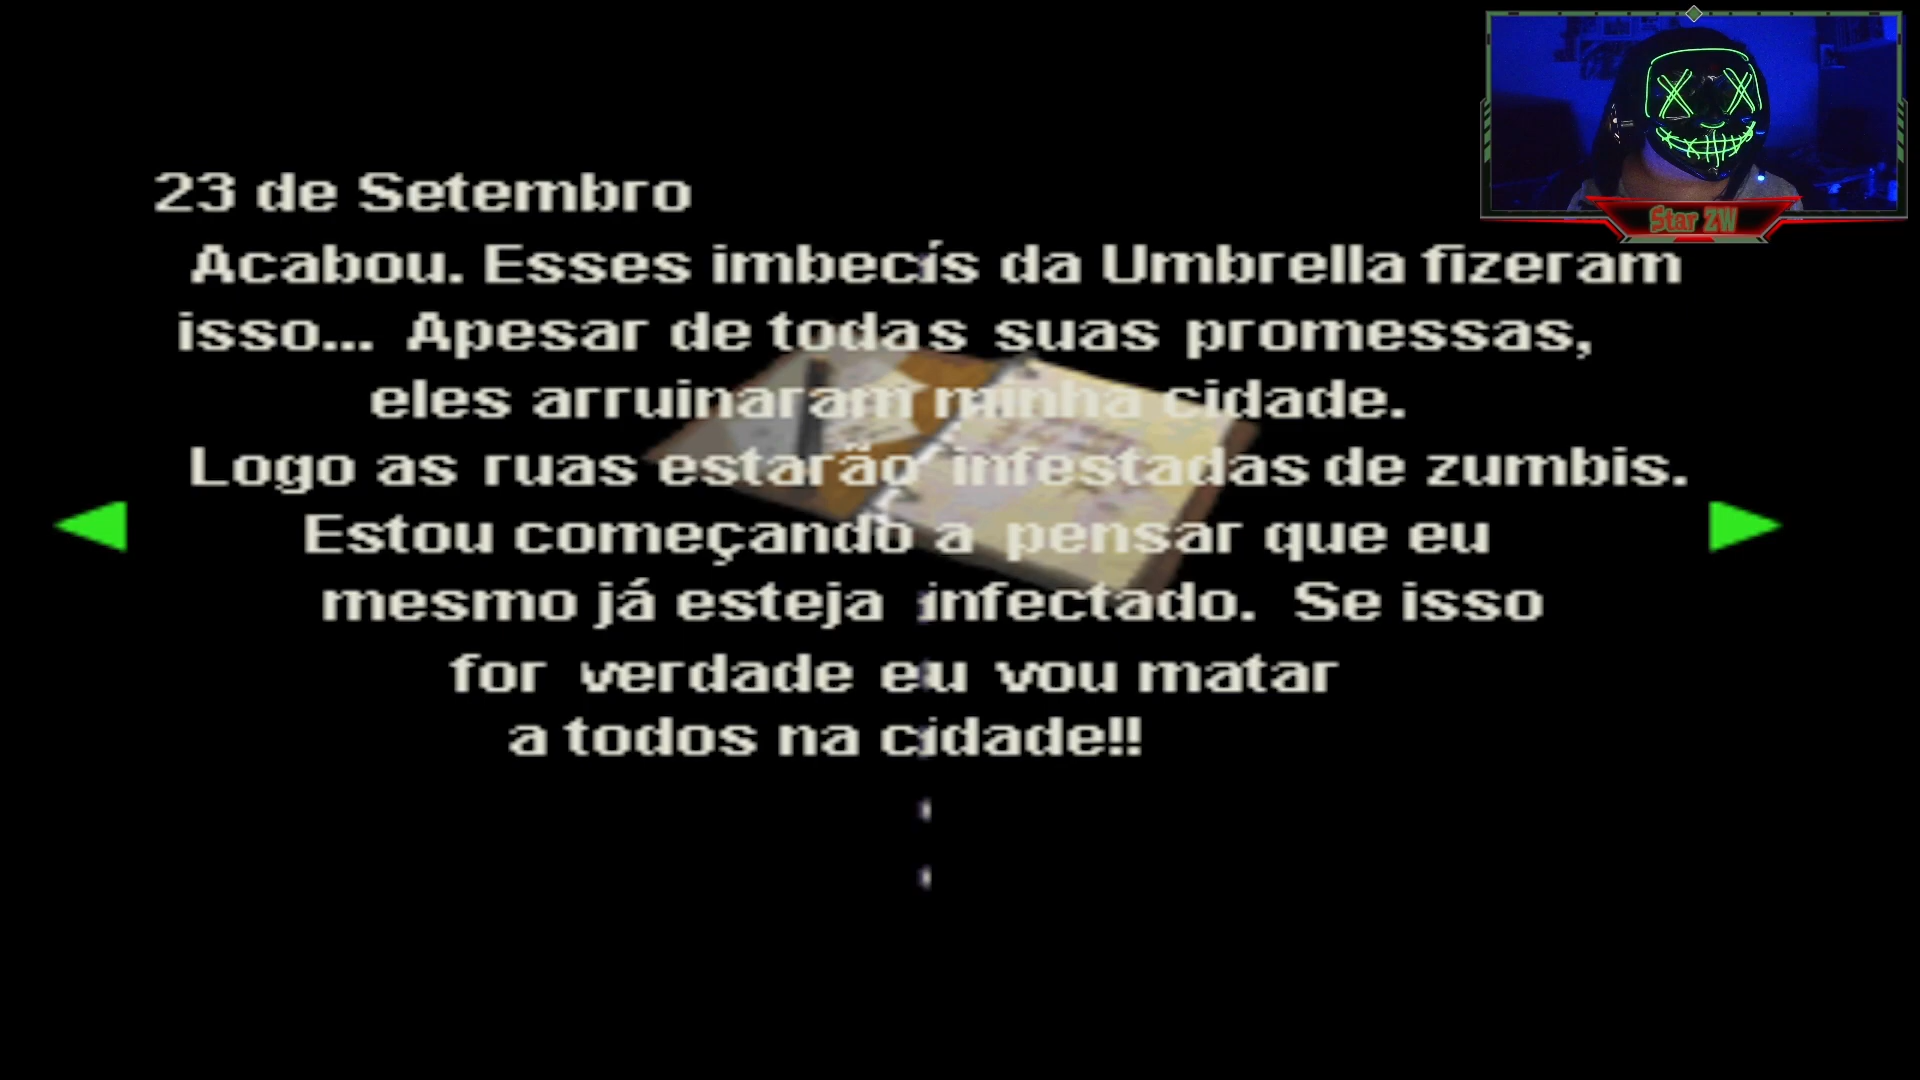 Star ZW
23 de Setembro
Acabou. Esses imbecís da Umbrella fizeram
isso... Apesar de todas suas promessas,
eles arruinaram minha cidade.
Logo as ruas estarão infestadas de zumbis.
Estou começando a pensar que eu
mesmo já esteja infectado. Se isso
for verdade eu vou matar
a todos na cidade!!